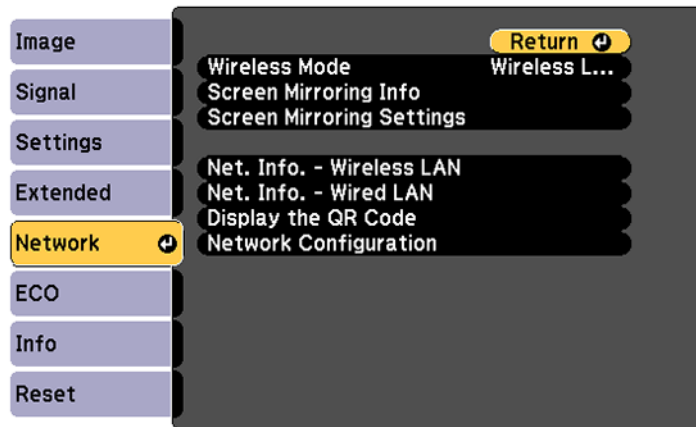 Image
Signal
Settings
Extended
Network
ECO
Info
Reset
Return
Wireless Mode Wireless L...
Screen Mirroring Info
Screen Mirroring Settings
Net. Info. - Wireless LAN
Net. Info. - Wired LAN
Display the QR Code
Network Configuration